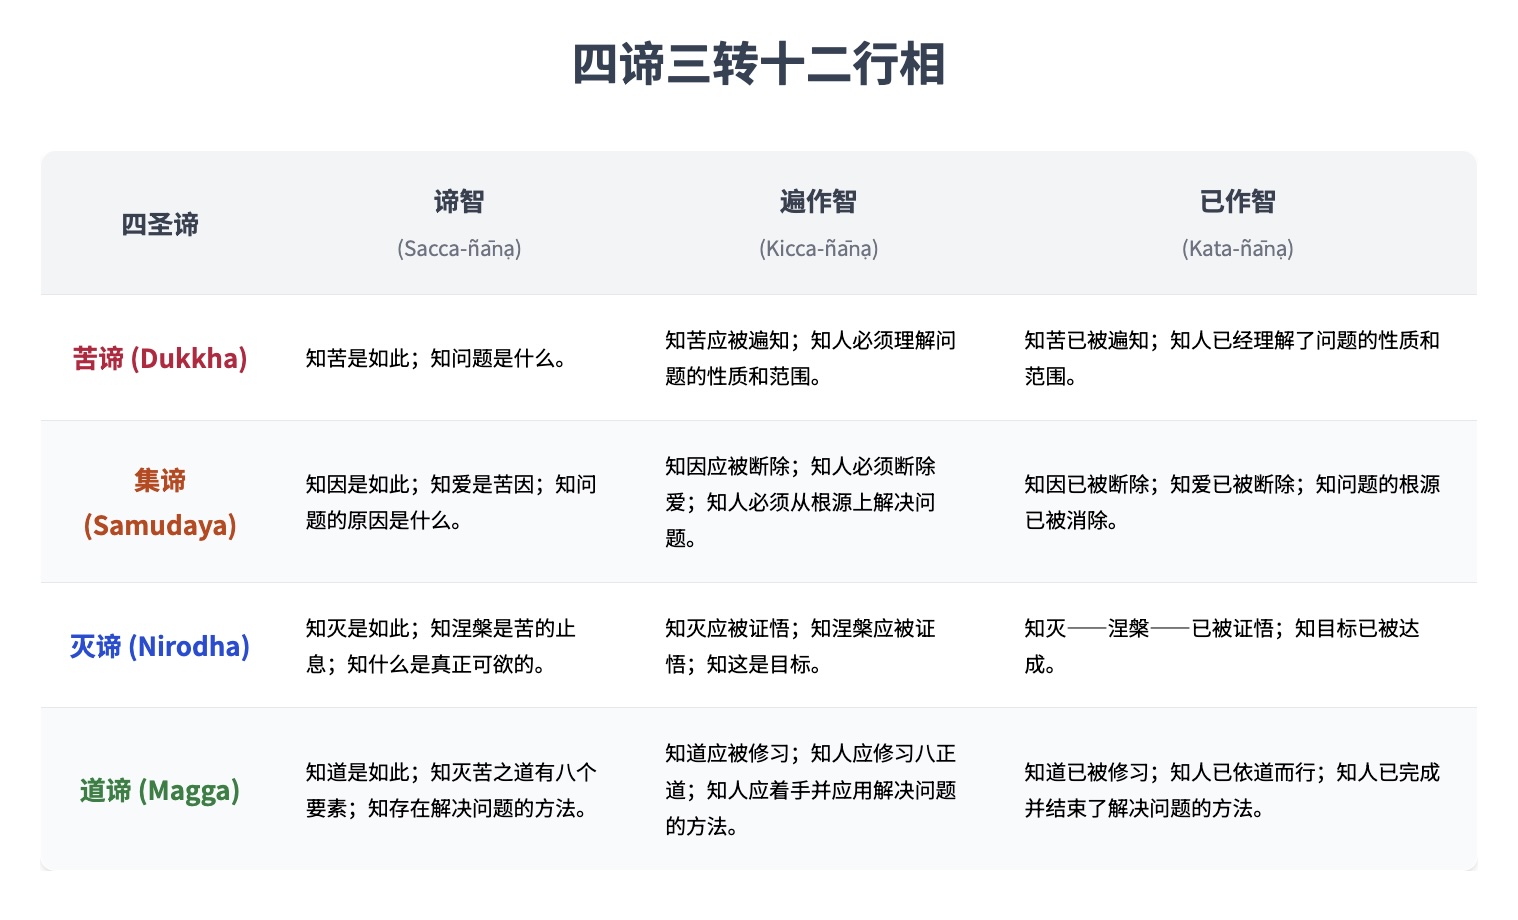 四谛三转十二行相
四圣谛
谛智
(Sacca-ñāṇa)
遍作智
(Kicca-ñāṇa)
已作智
(Kata-ñāṇa)
苦谛 (Dukkha)
知苦是如此；知问题是什么。
知苦应被遍知；知人必须理解问
题的性质和范围。
知苦已被遍知；知人已经理解了问题的性质和
范围。
集谛
(Samudaya)
知因是如此；知爱是苦因；知问
题的原因是什么。
知因应被断除；知人必须断除
爱；知人必须从根源上解决问
题。
知因已被断除；知爱已被断除；知问题的根源
已被消除。
灭谛 (Nirodha)
知灭是如此；知涅槃是苦的止
息；知什么是真正可欲的。
知灭应被证悟；知涅槃应被证
悟；知这是目标。
知灭——涅槃——已被证悟；知目标已被达
成。
道谛 (Magga)
知道是如此；知灭苦之道有八个
要素；知存在解决问题的方法。
知道应被修习；知人应修习八正
道；知人应着手并应用解决问题
的方法。
知道已被修习；知人已依道而行；知人已完成
并结束了解决问题的方法。